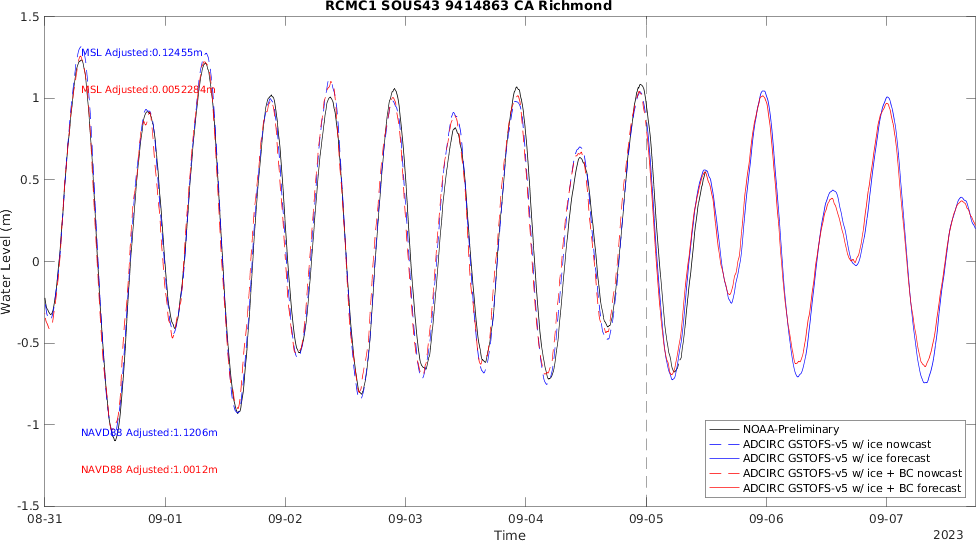 RCMC1 SOUS43 9414863 CA Richmond
1.5
MSL Adjusted:0.12455m
1
MSL Adjusted:0.0052284m
0.5
Water Level (m)
0
-0.5
-1
NAVD88 Adjusted:1.1206m
NAVD88 Adjusted:1.0012m
-1.5
NOAA-Preliminary
ADCIRC GSTOFS-v5 w/ ice nowcast
ADCIRC GSTOFS-v5 w/ ice forecast
ADCIRC GSTOFS-v5 w/ ice + BC nowcast
ADCIRC GSTOFS-v5 w/ ice + BC forecast
08-31 09-01 09-02 09-03 09-04 09-05 09-06 09-07
Time
2023